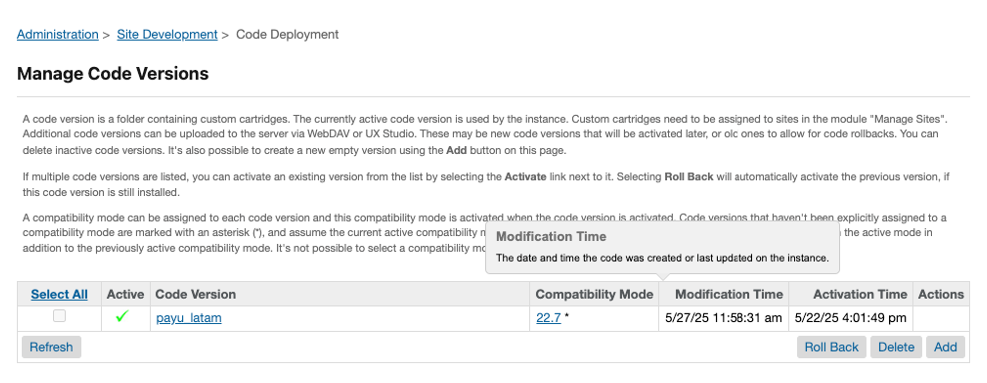 Administration > Site Development > Code Deployment
Manage Code Versions
A code version is a folder containing custom cartridges. The currently active code version is used by the instance. Custom cartridges need to be assigned to sites in the module "Manage Sites".
Additional code versions can be uploaded to the server via WebDAV or UX Studio. These may be new code versions that will be activated later, or olc ones to allow for code rollbacks. You can
delete inactive code versions. It's also possible to create a new empty version using the Add button on this page.
If multiple code versions are listed, you can activate an existing version from the list by selecting the Activate link next to it. Selecting Roll Back will automatically activate the previous version, if
this code version is still installed.
A compatibility mode can be assigned to each code version and this compatibility mode is activated when the code version is activated. Code versions that haven't been explicitly assigned to a
compatibility mode are marked with an asterisk (*), and assume the current active compatibility
the active mode in
addition to the previously active compatibility mode. It's not possible to select a compatibility
Modification Time
The date and time the code was created or last updated on the instance.
Select All Active Code Version Compatibility Mode Modification Time Activation Time Actions
payu_latam 22.7 * 5/27/25 11:58:31 am 5/22/25 4:01:49 pm
Refresh Roll Back Delete Add